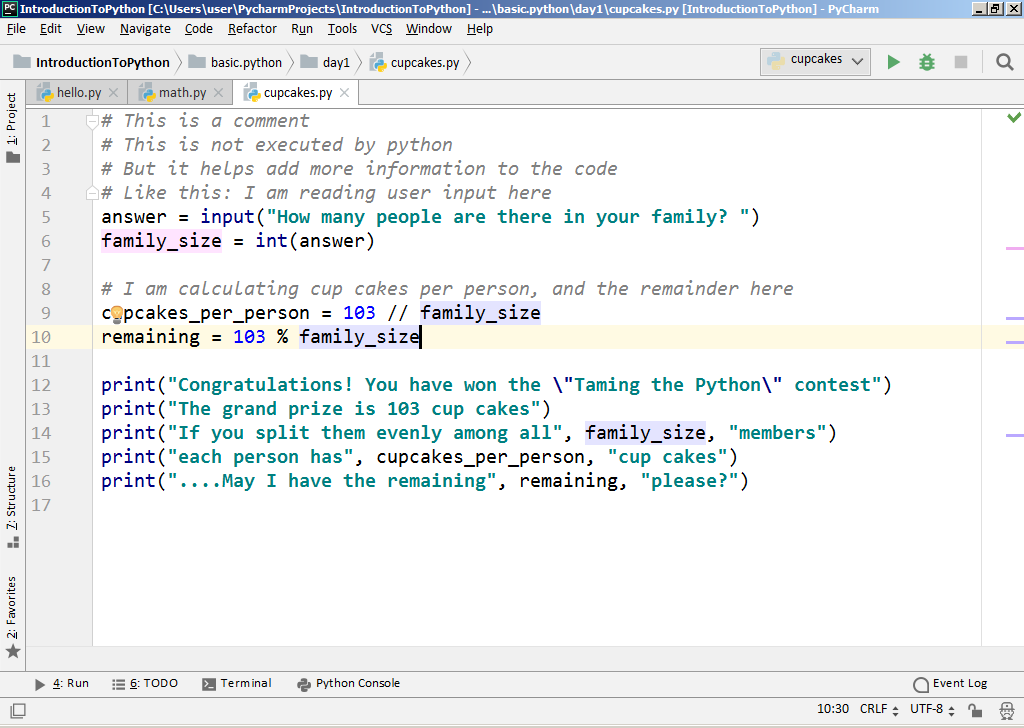 PC IntroductionToPython [C:\Users\user\PycharmProjects\IntroductionToPython] - ...\basic.python\day1\cupcakes.py [IntroductionToPython] - PyCharm
File Edit View Navigate Code Refactor Run Tools VCS Window Help
IntroductionToPython basic.python day1 cupcakes.py cupcakes
hello.py math.py cupcakes.py
1: Project
1 # This is a comment
2 # This is not executed by python
3 # But it helps add more information to the code
4 # Like this: I am reading user input here
5 answer = input("How many people are there in your family? ")
6 family_size = int(answer)
7
8 # I am calculating cup cakes per person, and the remainder here
9 cupcakes_per_person = 103 // family_size
10 remaining = 103 % family_size
11
12 print("Congratulations! You have won the \"Taming the Python\" contest")
13 print("The grand prize is 103 cup cakes")
14 print("If you split them evenly among all", family_size, "members")
15 print("each person has", cupcakes_per_person, "cup cakes")
16 print("....May I have the remaining", remaining, "please?")
17
7: Structure
2: Favorites
4: Run 6: TODO Terminal Python Console Event Log
10:30 CRLF UTF-8